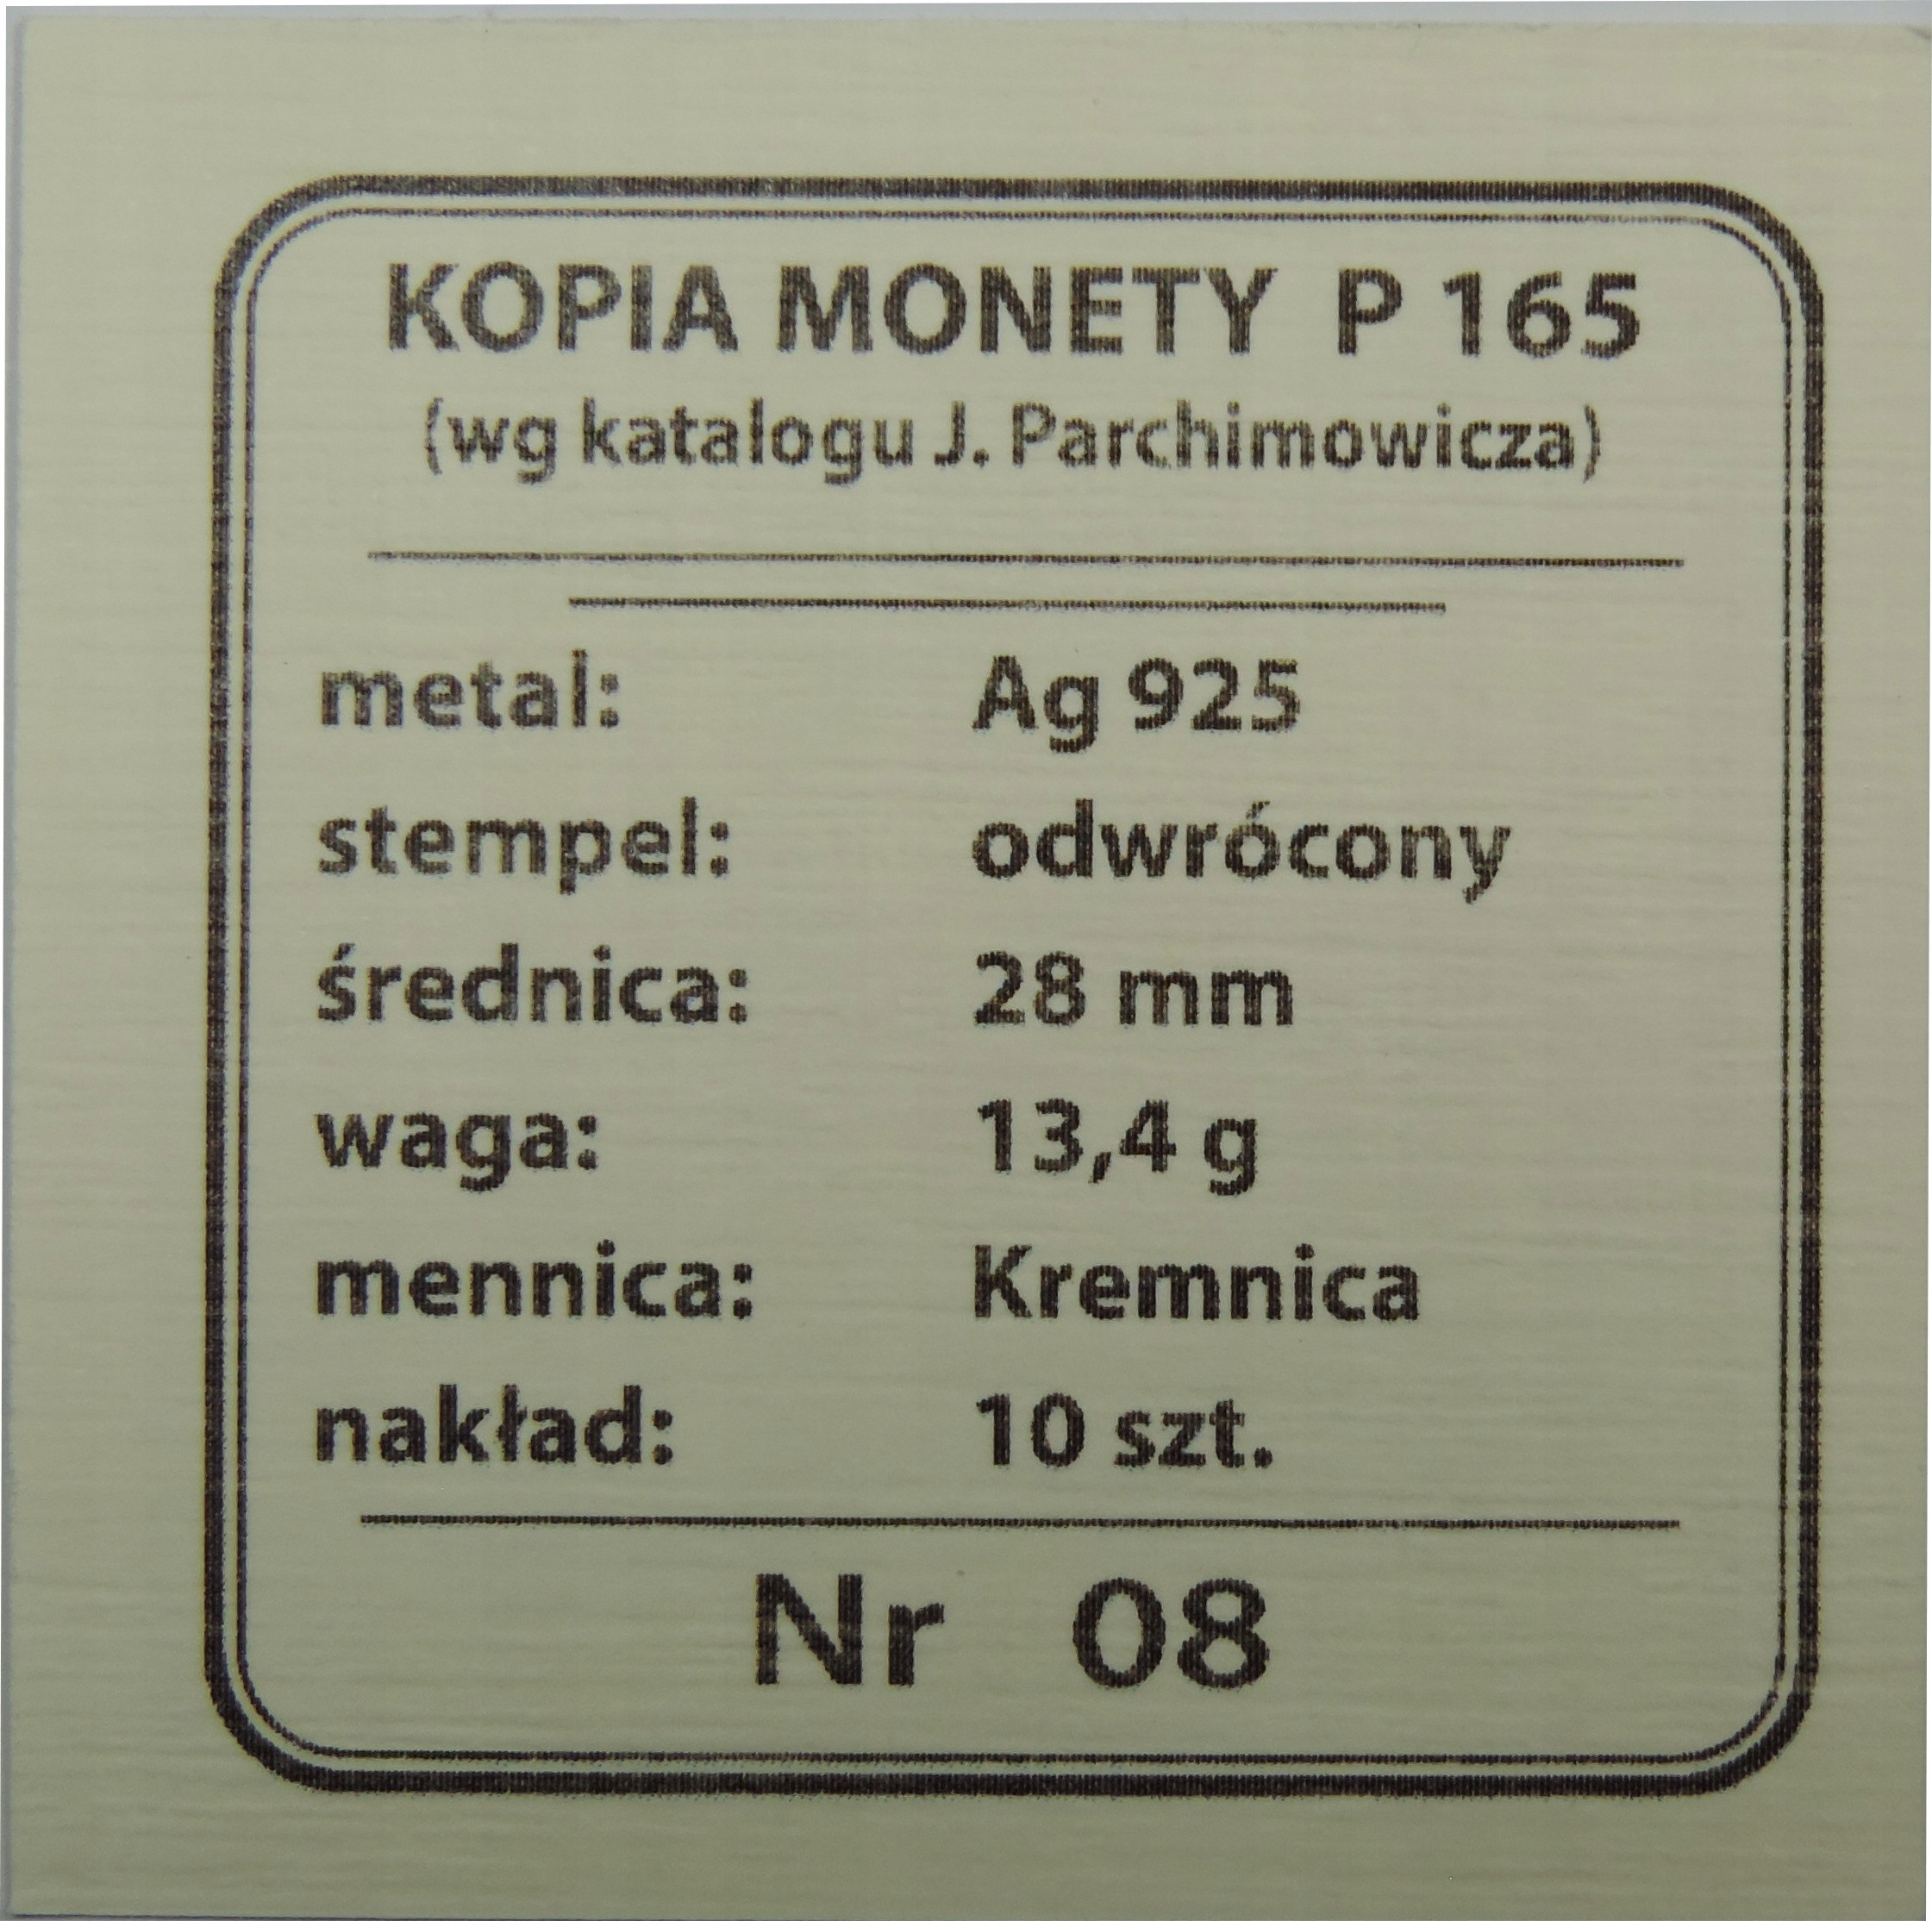 KOPIA MONETY P 165
(wg katalogu J. Parchimowicza)
metal: Ag 925
stempel: odwrócony
średnica: 28 mm
waga: 13,4 g
mennica: Kremnica
nakład: 10 szt.
Nr 08